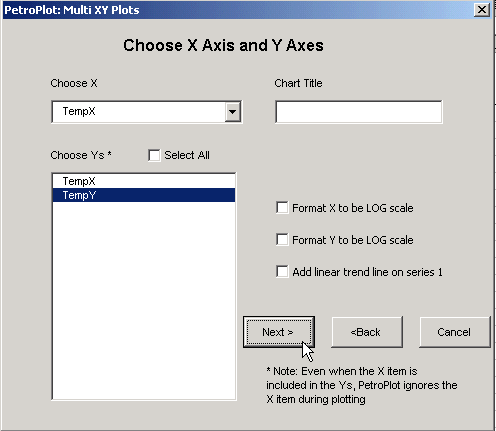 PetroPlot: Multi XY Plots
Choose X Axis and Y Axes
Choose X
Chart Title
TempX
Choose Ys *
Select All
TempX
TempY
Format X to be LOG scale
Format Y to be LOG scale
Add linear trend line on series 1
Next >
<Back
Cancel
* Note: Even when the X item is
included in the Ys, PetroPlot ignores the
X item during plotting